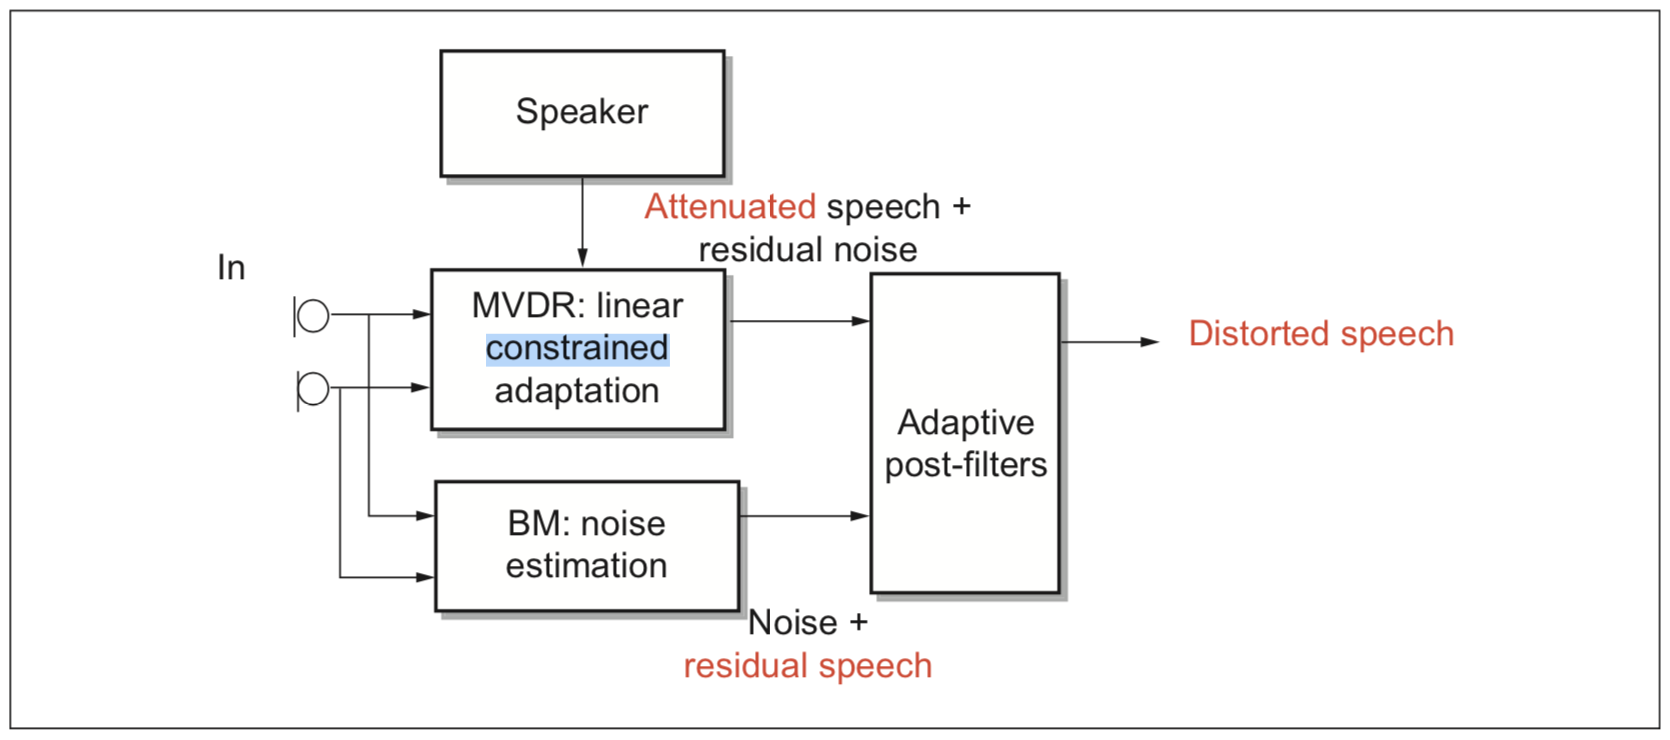 Speaker
Attenuated speech +
residual noise
In
MVDR: linear
constrained
adaptation
Distorted speech
Adaptive
post-filters
BM: noise
estimation
Noise +
residual speech